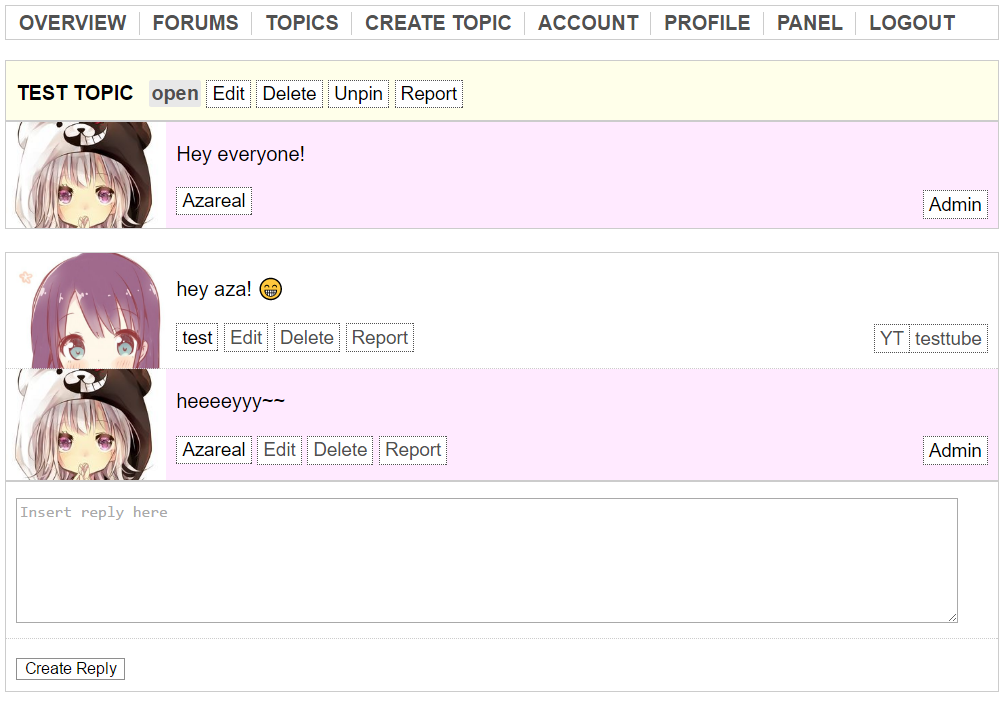 OVERVIEW FORUMS TOPICS CREATE TOPIC ACCOUNT PROFILE PANEL LOGOUT
TEST TOPIC open Edit Delete Unpin Report
Hey everyone!
Azareal Admin
hey aza! 😁
test Edit Delete Report YT testtube
heeeeyyy~~
Azareal Edit Delete Report Admin
Insert reply here
Create Reply